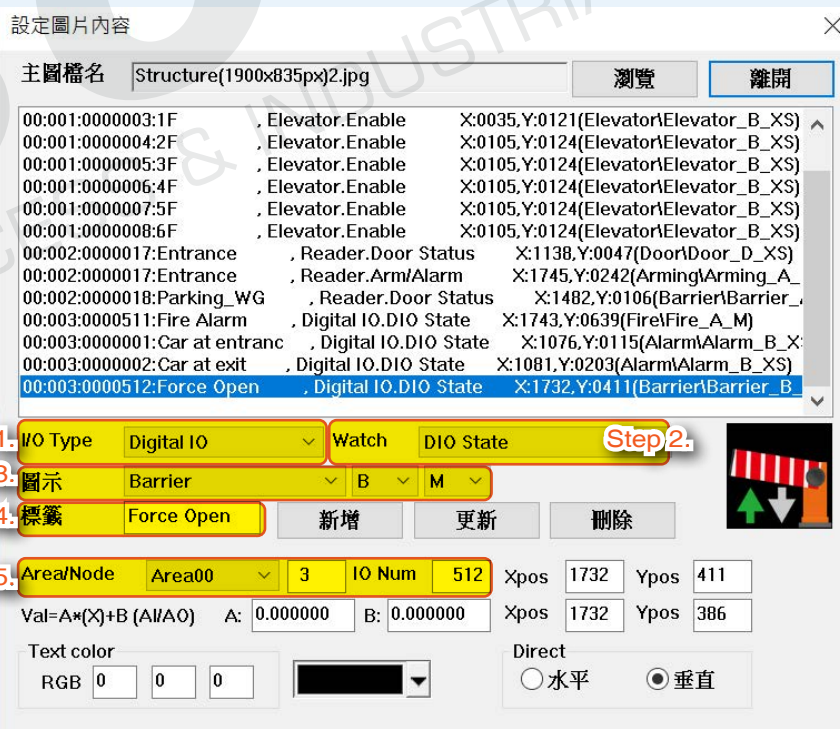 設定圖片內容
主圖檔名 Structure(1900x835px)2.jpg 瀏覽 離開
00:001:0000003:1F , Elevator.Enable X:0035,Y:0121(Elevator\Elevator_B_XS)
00:001:0000004:2F , Elevator.Enable X:0105,Y:0124(Elevator\Elevator_B_XS)
00:001:0000005:3F , Elevator.Enable X:0105,Y:0124(Elevator\Elevator_B_XS)
00:001:0000006:4F , Elevator.Enable X:0105,Y:0124(Elevator\Elevator_B_XS)
00:001:0000007:5F , Elevator.Enable X:0105,Y:0124(Elevator\Elevator_B_XS)
00:001:0000008:6F , Elevator.Enable X:0105,Y:0124(Elevator\Elevator_B_XS)
00:002:0000017:Entrance , Reader.Door Status X:1138,Y:0047(Door\Door_D_XS)
00:002:0000017:Entrance , Reader.Arm/Alarm X:1745,Y:0242(Arming\Arming_A_
00:002:0000018:Parking_WG , Reader.Door Status X:1482,Y:0106(Barrier\Barrier_
00:003:0000511:Fire Alarm , Digital IO.DIO State X:1743,Y:0639(Fire\Fire_A_M)
00:003:0000001:Car at entranc , Digital IO.DIO State X:1076,Y:0115(Alarm\Alarm_B_X
00:003:0000002:Car at exit , Digital IO.DIO State X:1081,Y:0203(Alarm\Alarm_B_XS)
00:003:0000512:Force Open , Digital IO.DIO State X:1732,Y:0411(Barrier\Barrier_B_
1. I/O Type Digital IO Watch DIO State Step 2.
3. 圖示 Barrier B M
4. 標籤 Force Open 新增 更新 刪除
5. Area/Node Area00 3 IO Num 512 Xpos 1732 Ypos 411
Val=A*(X)+B (AI/AO) A: 0.000000 B: 0.000000 Xpos 1732 Ypos 386
Text color Direct
RGB 0 0 0 水平 垂直